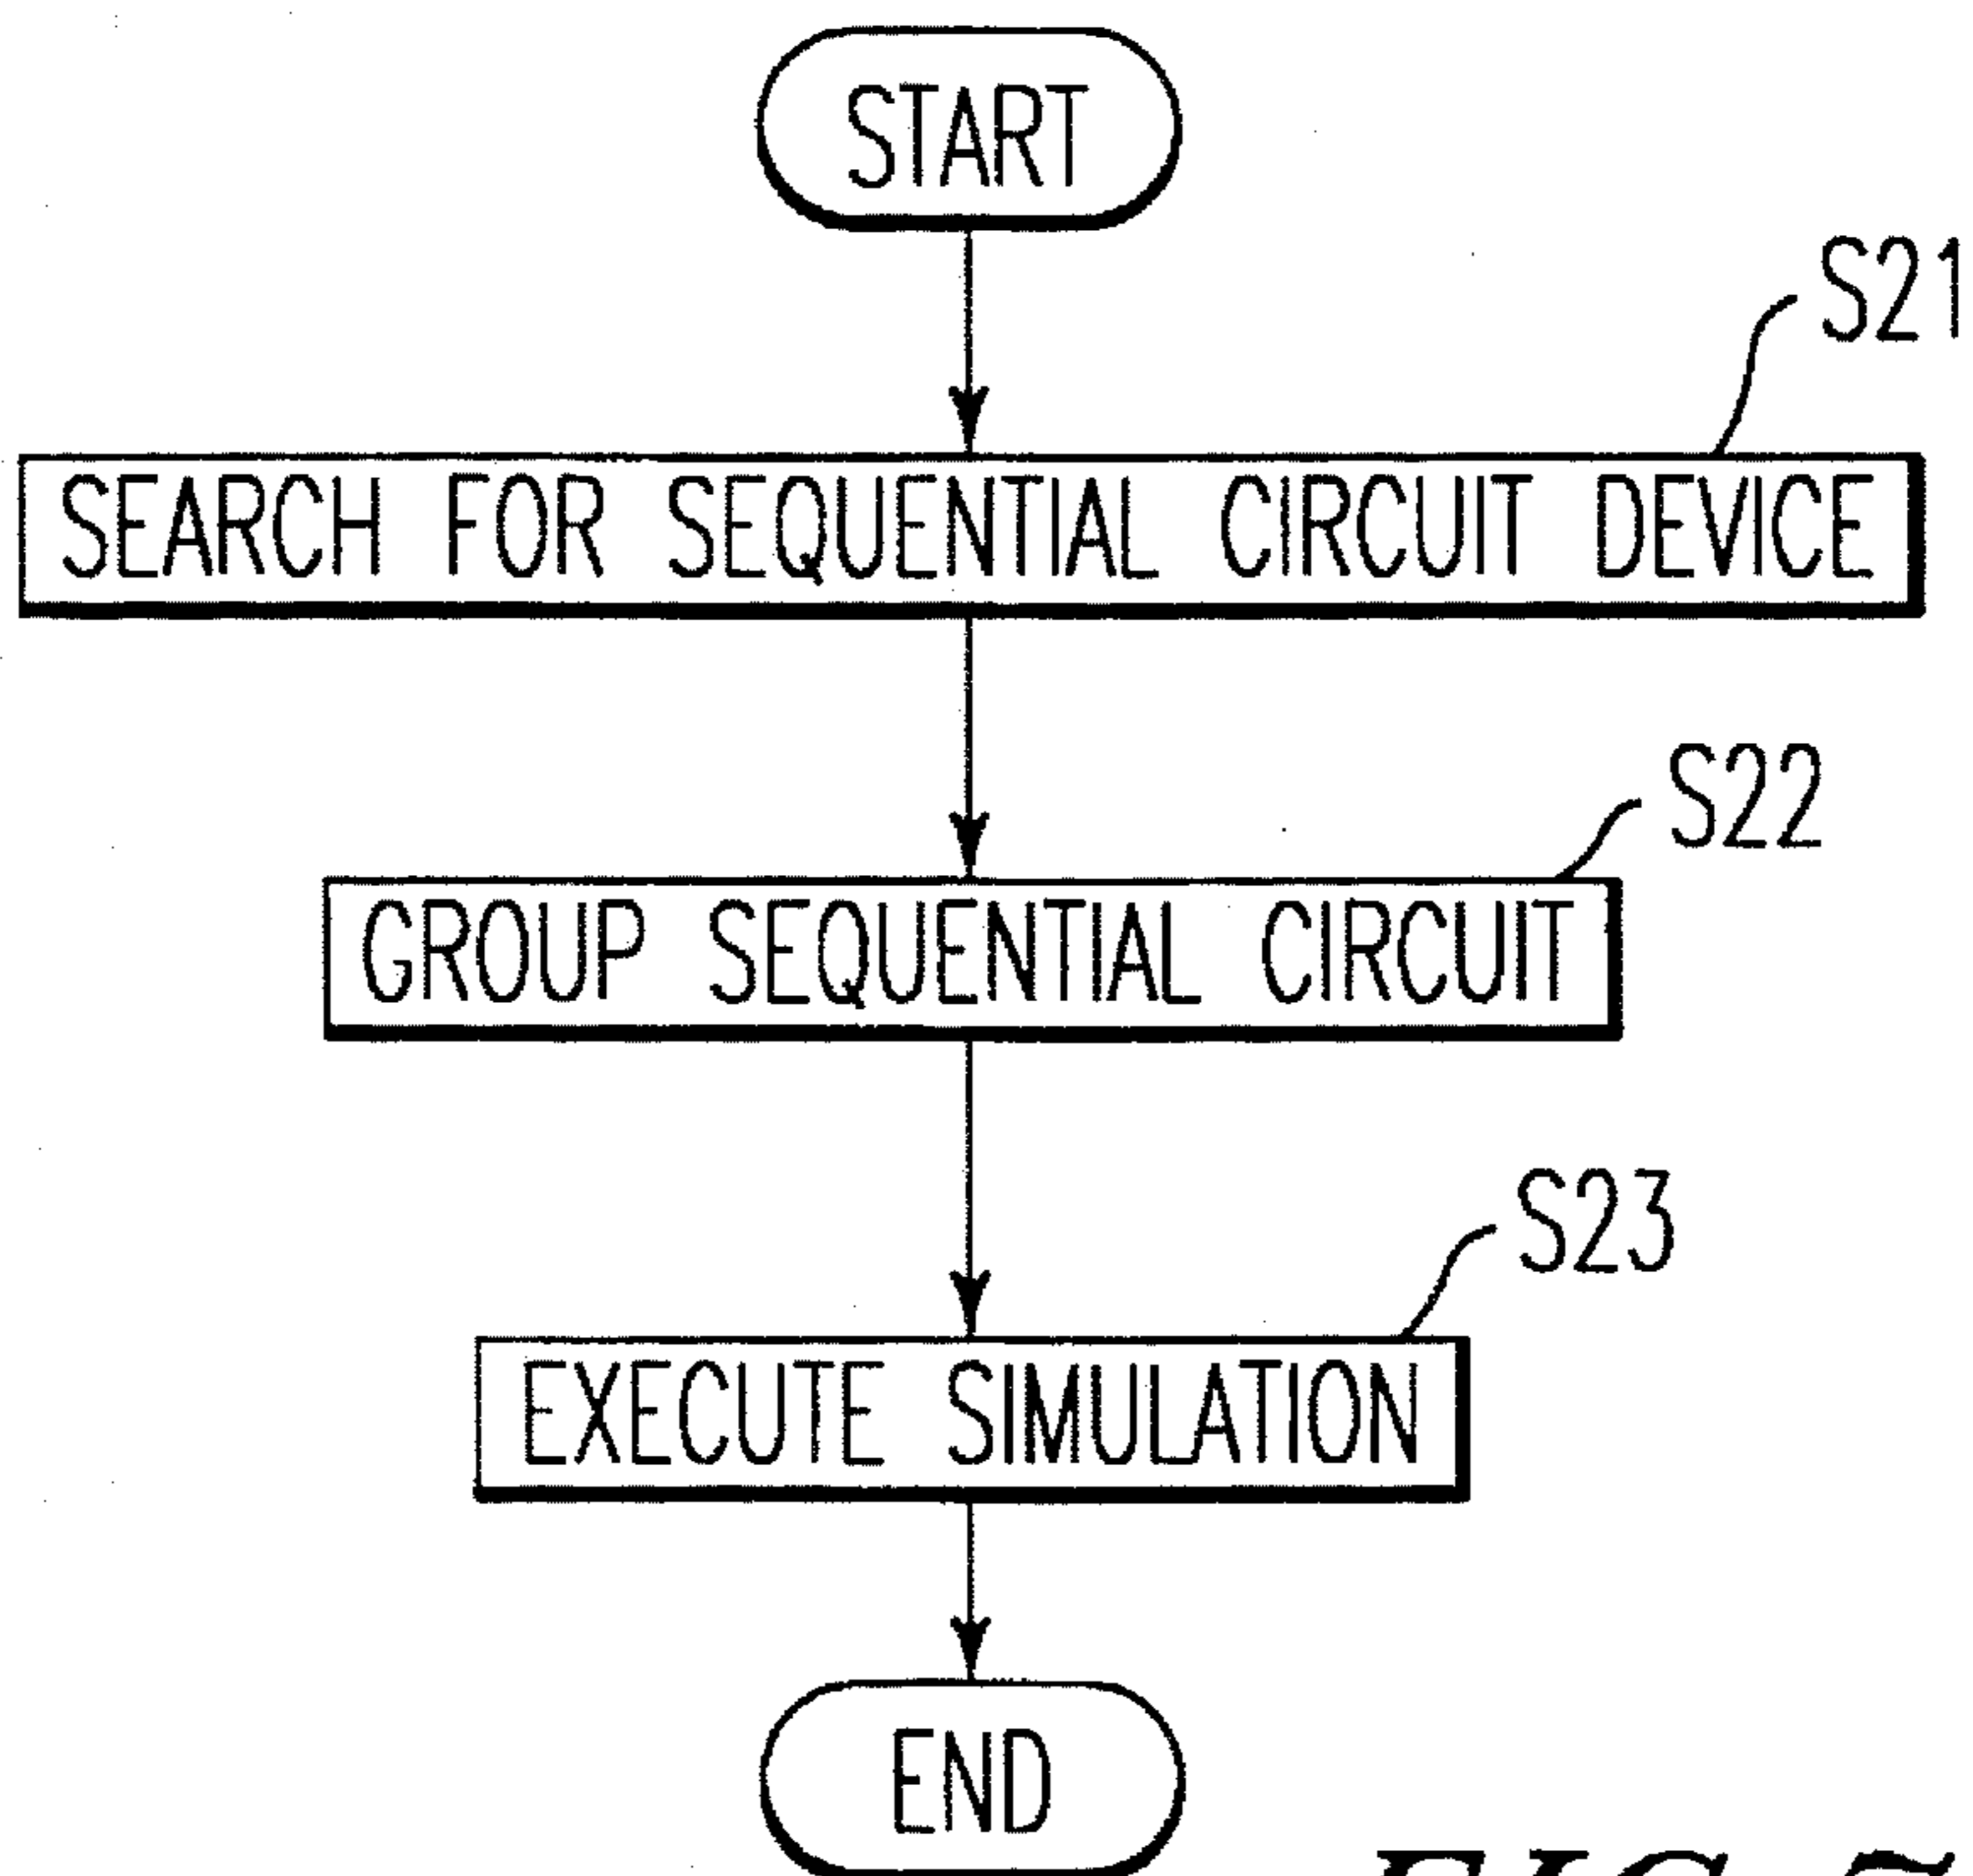 START
S21
SEARCH FOR SEQUENTIAL CIRCUIT DEVICE
S22
GROUP SEQUENTIAL CIRCUIT
S23
EXECUTE SIMULATION
END